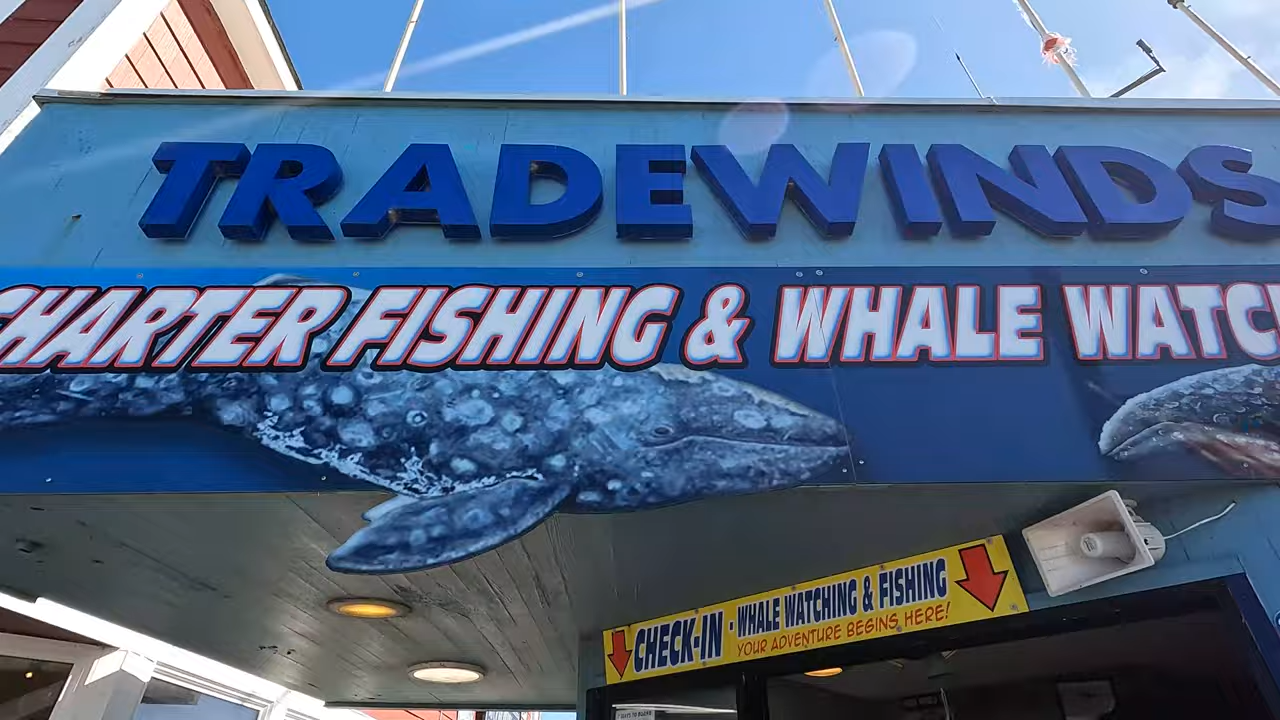 TRADEWINDS
CHARTER FISHING & WHALE WATC
CHECK-IN - WHALE WATCHING & FISHING
YOUR ADVENTURE BEGINS HERE!